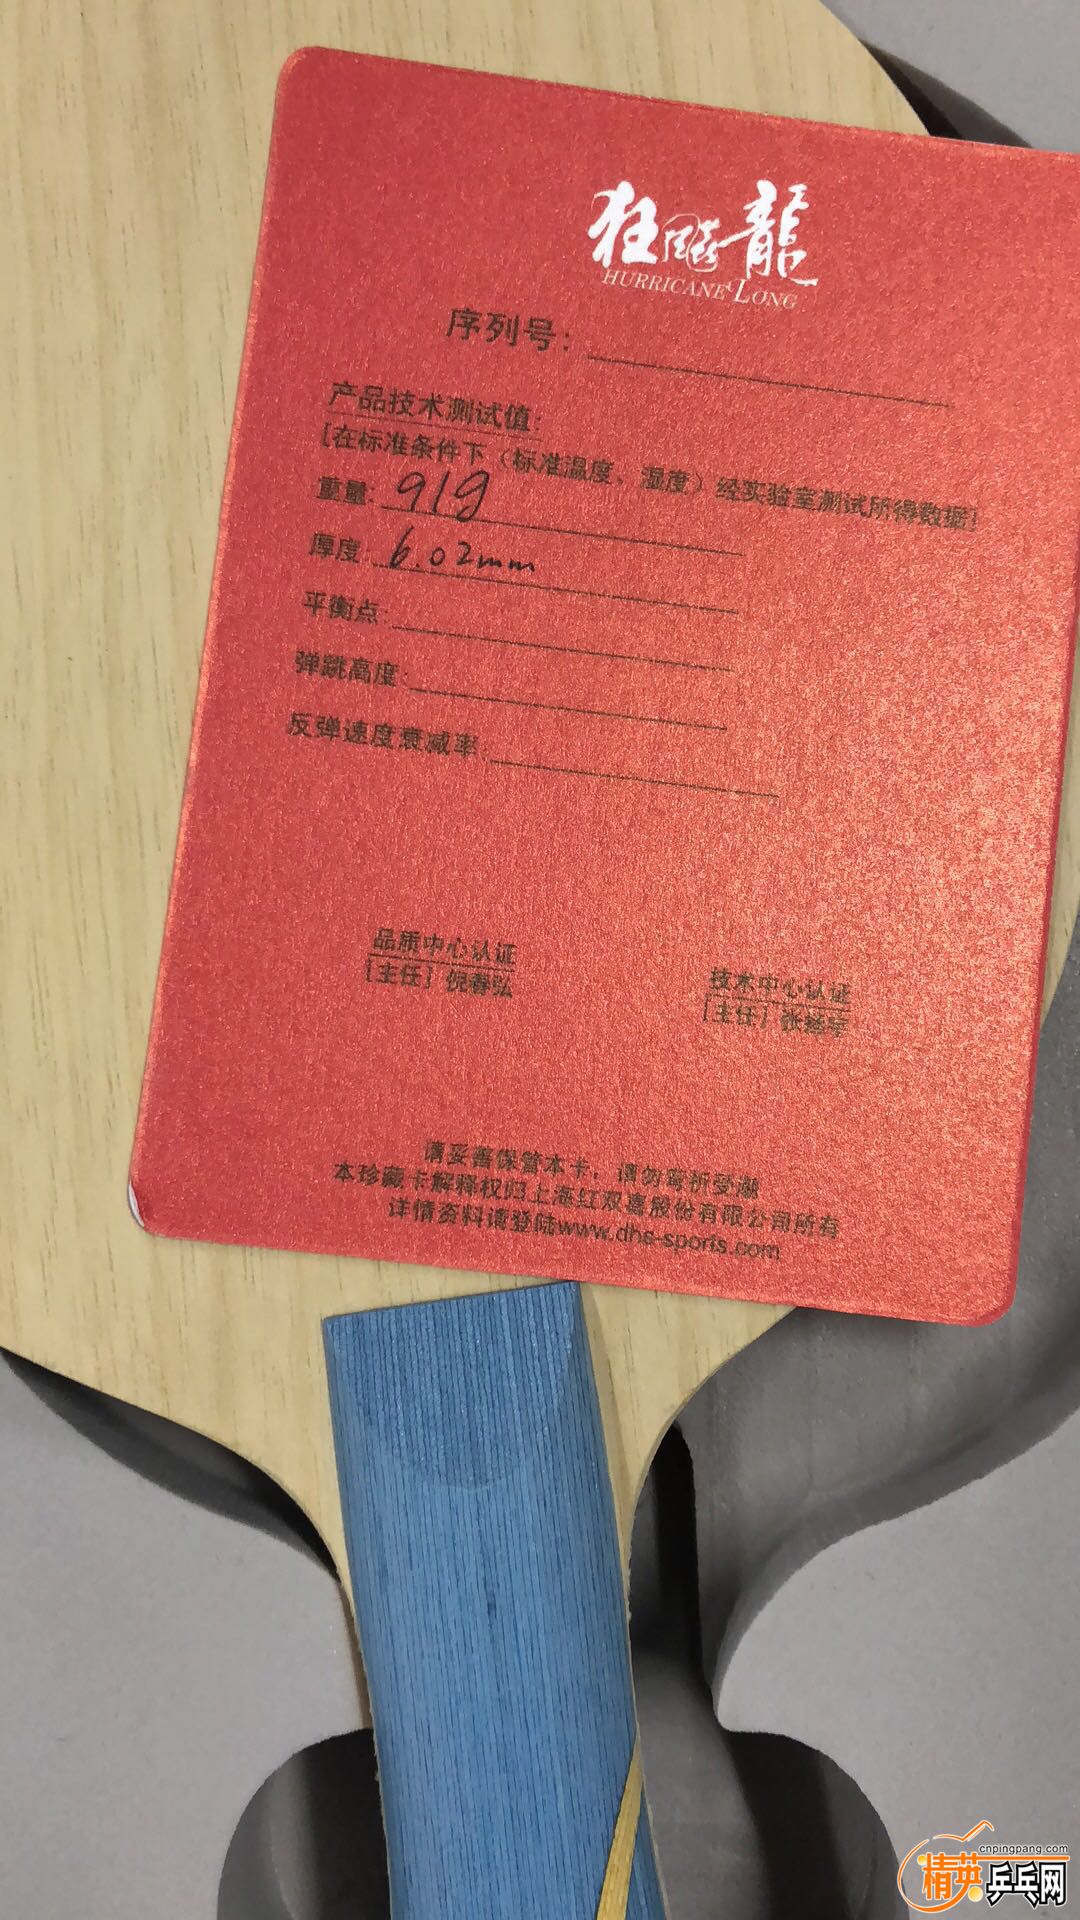 狂飚龍
HURRICANE LONG
序列号：
产品技术测试值：
[在标准条件下（标准温度、湿度）经实验室测试所得数据]
重量：91g
厚度：6.02mm
平衡点：
弹跳高度：
反弹速度衰减率
品质中心认证
[主任] 倪春弘
技术中心认证
[主任]
请妥善保管本卡，请勿弯折受潮
本珍藏卡解释权归上海红双喜股份有限公司所有
详情资料请登陆www.dhs-sports.com
cnpingpang.com
精英乒乓网